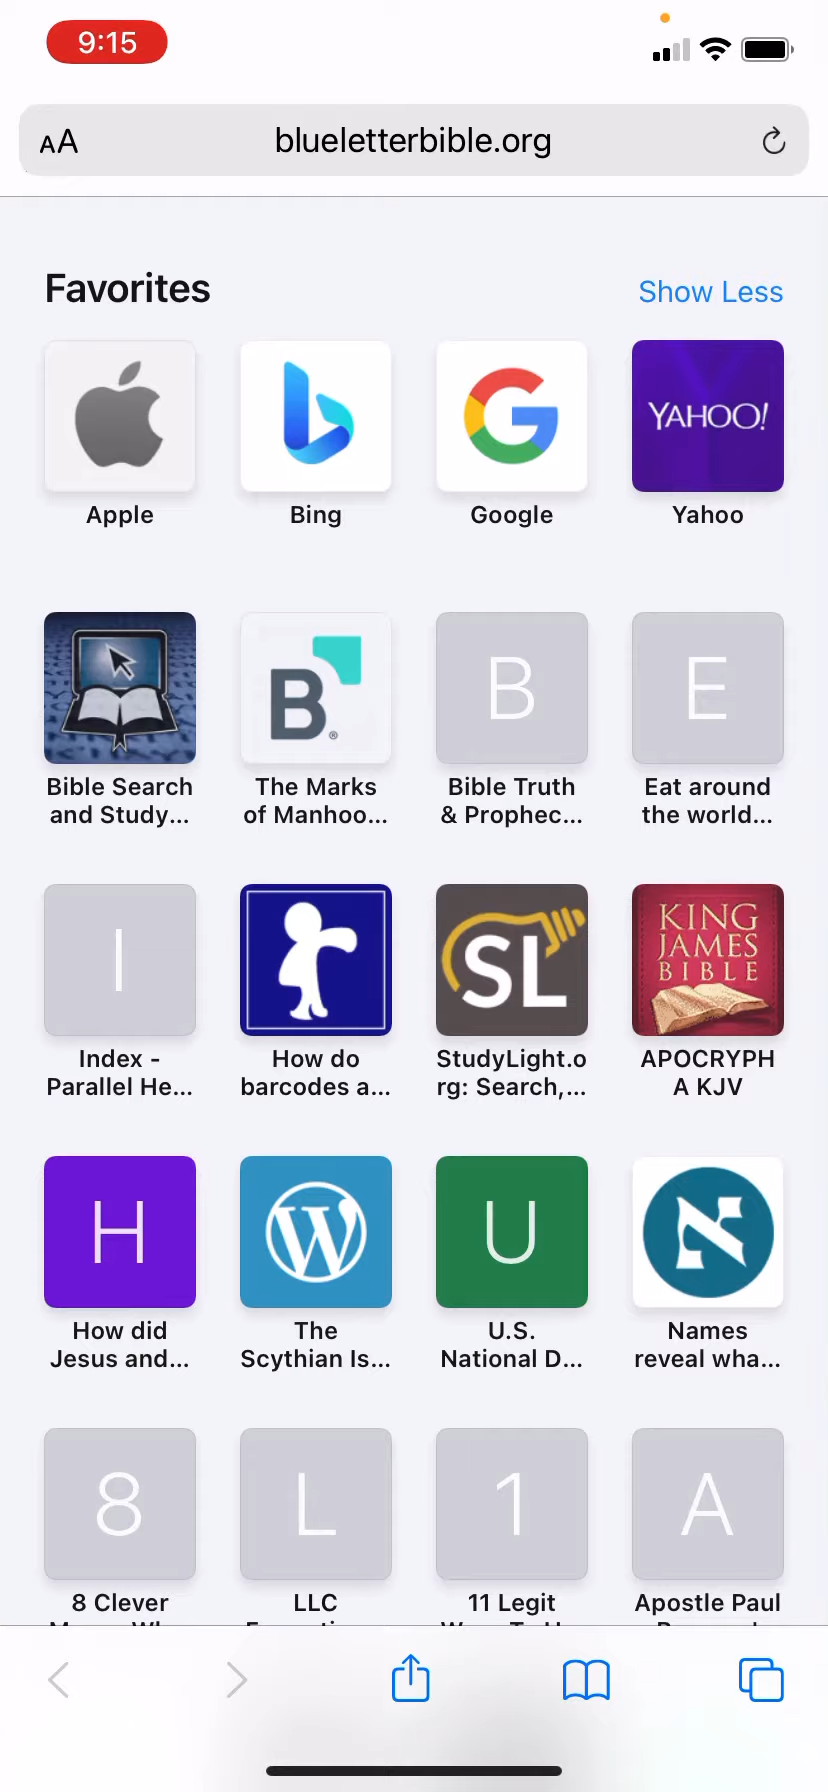 9:15
AA
blueletterbible.org
Favorites
Show Less
YAHOO!
Apple
Bing
Google
Yahoo
B
®
B
E
Bible Search
and Study...
The Marks
of Manhoo...
Bible Truth
& Prophec...
Eat around
the world...
I
SL
KING
JAMES
BIBLE
Index -
Parallel He...
How do
barcodes a...
StudyLight.o
rg: Search,...
APOCRYPH
A KJV
H
W
U
א
How did
Jesus and...
The
Scythian Is...
U.S.
National D...
Names
reveal wha...
8
L
1
A
8 Clever
LLC
11 Legit
Apostle Paul